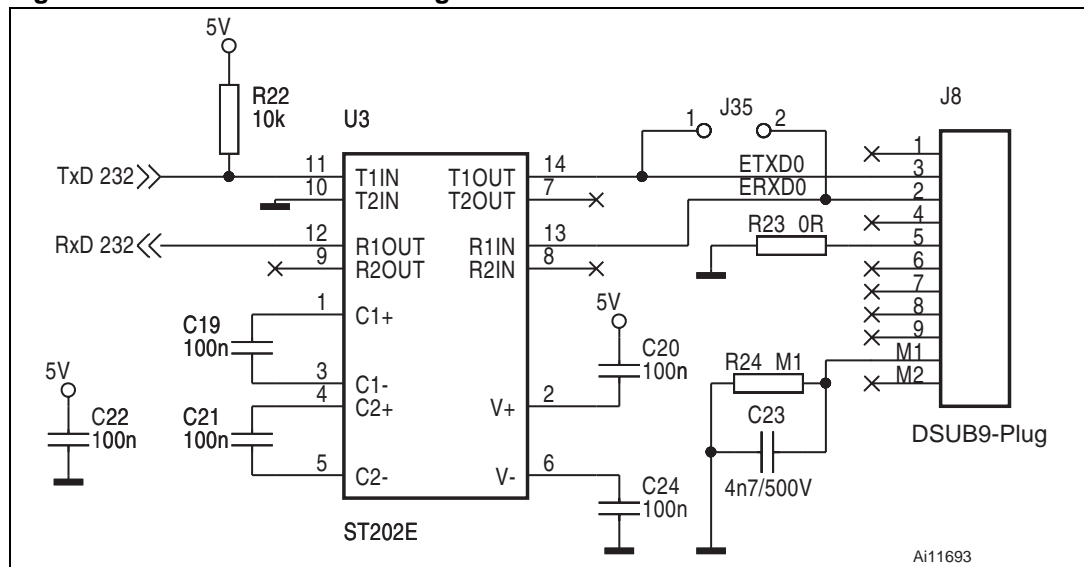 5V
R22
10k
U3
J35
1
2
J8
TxD 232
11
T1IN
T1OUT
14
ETXD0
1
3
10
T2IN
T2OUT
7
ERXD0
2
4
RxD 232
12
R1OUT
R1IN
13
R23 0R
5
9
R2OUT
R2IN
8
6
7
8
9
1
C1+
5V
C19
100n
C20
100n
3
C1-
R24 M1
M1
M2
5V
C22
100n
4
C2+
C21
100n
2
V+
C23
4n7/500V
DSUB9-Plug
5
C2-
V-
6
C24
100n
ST202E
Ai11693